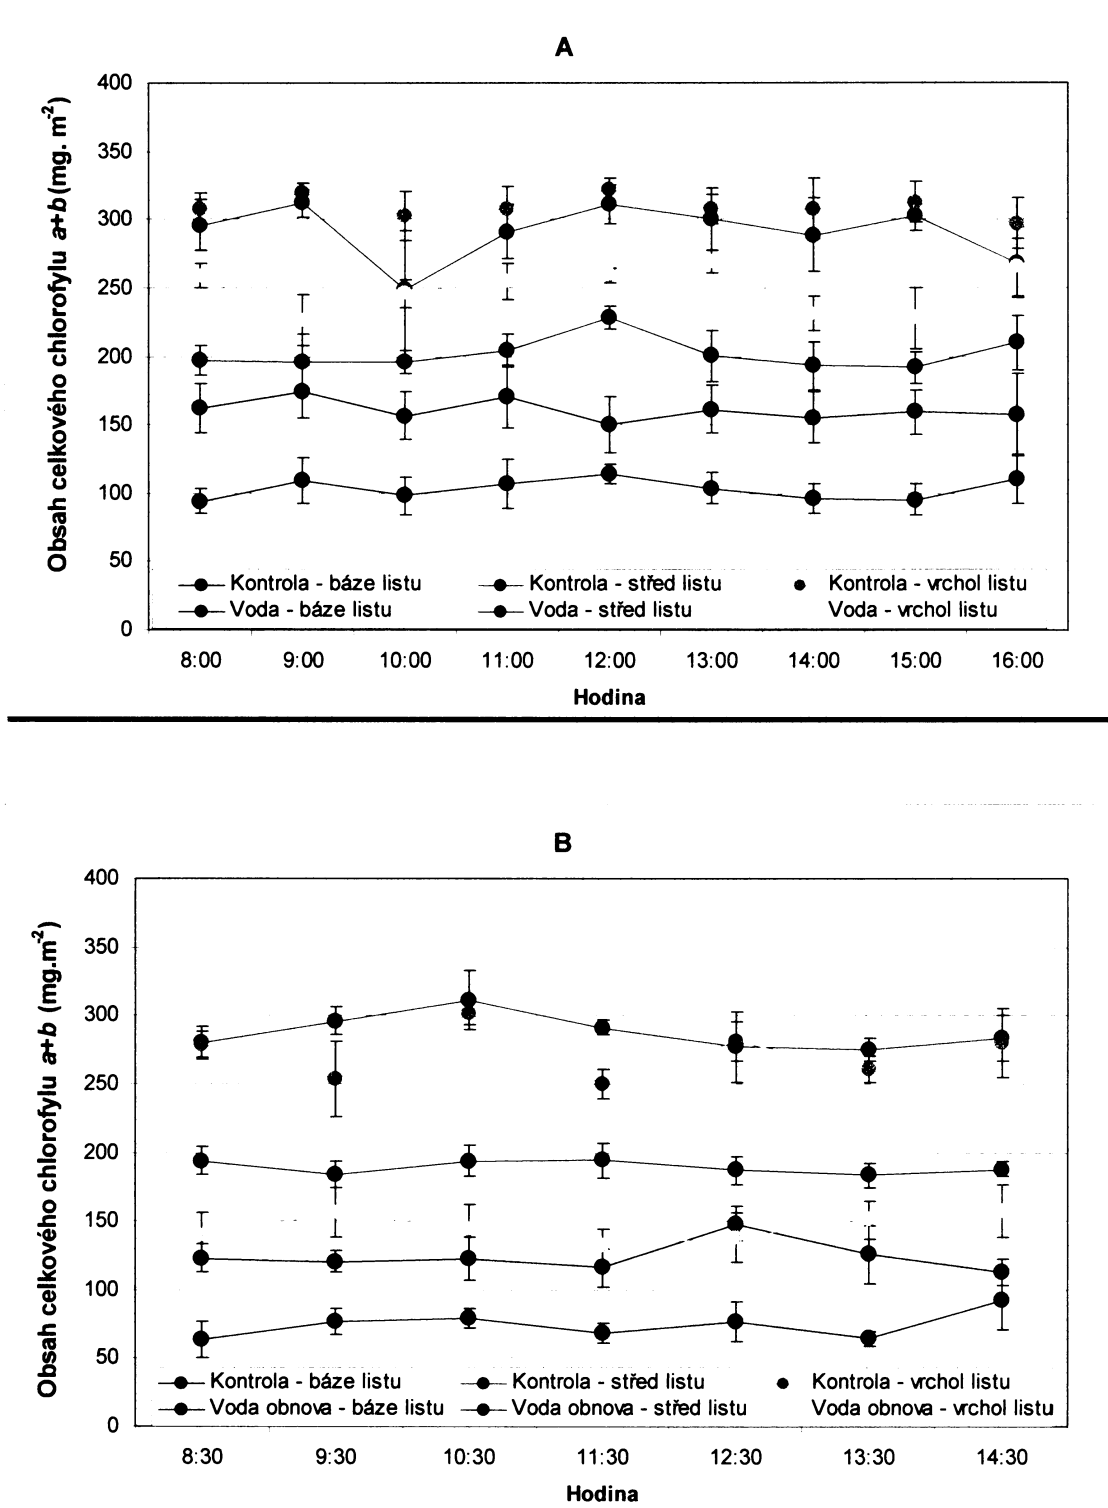 A
Obsah celkového chlorofylu a+b (mg. m-2)
400
350
300
250
200
150
100
50
0
Kontrola - báze listu
Kontrola - střed listu
Kontrola - vrchol listu
Voda - báze listu
Voda - střed listu
Voda - vrchol listu
8:00 9:00 10:00 11:00 12:00 13:00 14:00 15:00 16:00
Hodina
B
Obsah celkového chlorofylu a+b (mg.m-2)
400
350
300
250
200
150
100
50
0
Kontrola - báze listu
Kontrola - střed listu
Kontrola - vrchol listu
Voda obnova - báze listu
Voda obnova - střed listu
Voda obnova - vrchol listu
8:30 9:30 10:30 11:30 12:30 13:30 14:30
Hodina